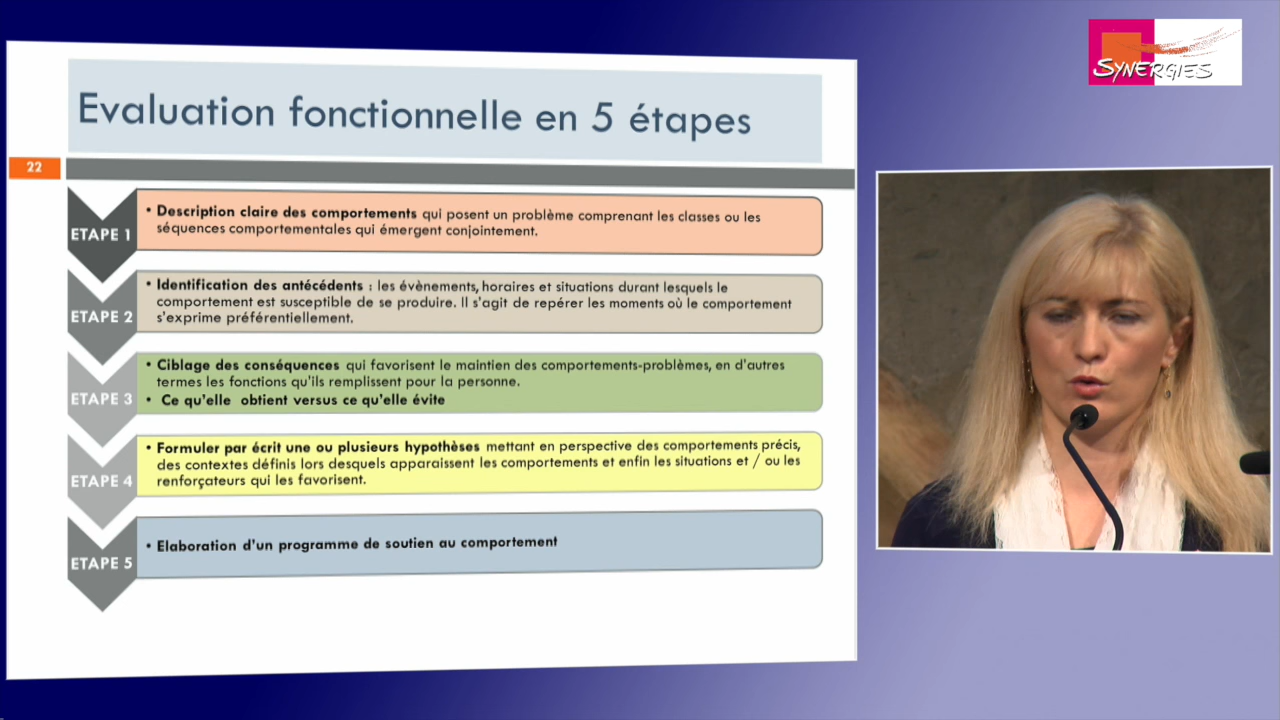 SYNERGIES
Evaluation fonctionnelle en 5 étapes
22
ETAPE 1
• Description claire des comportements qui posent un problème comprenant les classes ou les
séquences comportementales qui émergent conjointement.
ETAPE 2
• Identification des antécédents : les évènements, horaires et situations durant lesquels le
comportement est susceptible de se produire. Il s'agit de repérer les moments où le comportement
s'exprime préférentiellement.
ETAPE 3
• Ciblage des conséquences qui favorisent le maintien des comportements-problèmes, en d'autres
termes les fonctions qu'ils remplissent pour la personne.
• Ce qu'elle obtient versus ce qu'elle évite
ETAPE 4
• Formuler par écrit une ou plusieurs hypothèses mettant en perspective des comportements précis,
des contextes définis lors desquels apparaissent les comportements et enfin les situations et / ou les
renforçateurs qui les favorisent.
ETAPE 5
• Elaboration d'un programme de soutien au comportement